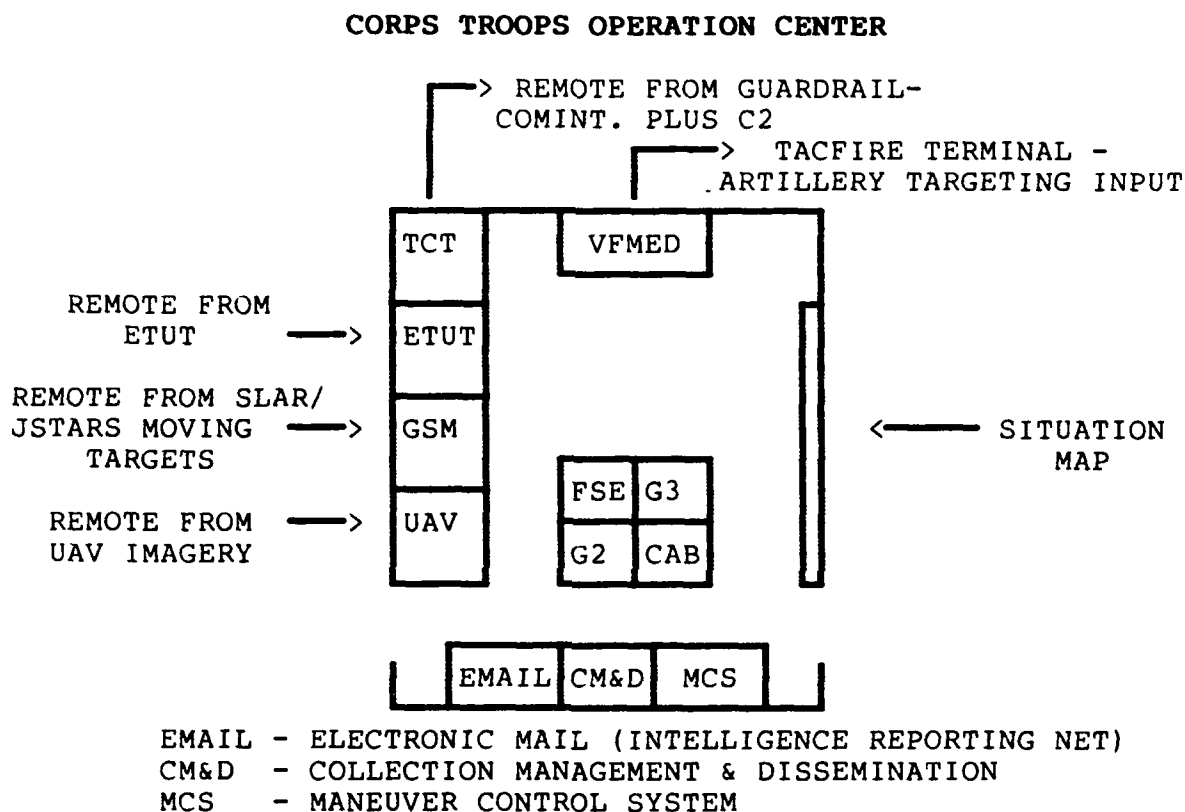 CORPS TROOPS OPERATION CENTER
REMOTE FROM GUARDRAIL-
COMINT. PLUS C2
TACFIRE TERMINAL -
ARTILLERY TARGETING INPUT
TCT
VFMED
REMOTE FROM
ETUT
ETUT
REMOTE FROM SLAR/
JSTARS MOVING
TARGETS
GSM
SITUATION
MAP
FSE G3
REMOTE FROM
UAV IMAGERY
UAV
G2 CAB
EMAIL CM&D MCS
EMAIL - ELECTRONIC MAIL (INTELLIGENCE REPORTING NET)
CM&D - COLLECTION MANAGEMENT & DISSEMINATION
MCS - MANEUVER CONTROL SYSTEM